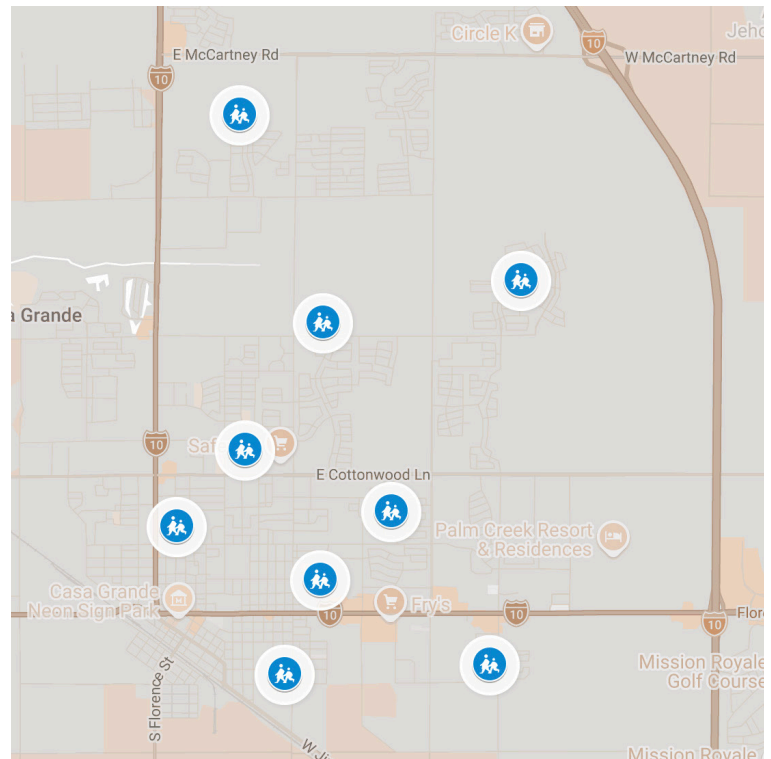 Circle K
Jeho
E McCartney Rd
10
W McCartney Rd
10
a Grande
10
Saf
E Cottonwood Ln
Palm Creek Resort
& Residences
Casa Grande
Neon Sign Park
10
Fry's
10
10
Flore
S Florence St
Mission Royale
Golf Course
W Ji
Mission Royale